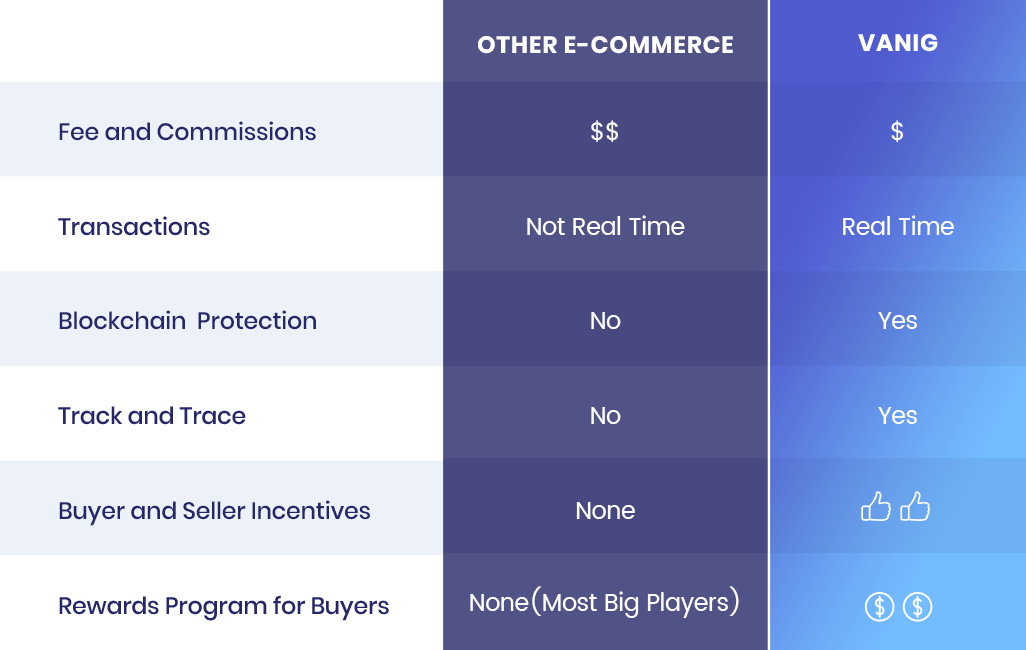 OTHER E-COMMERCE VANIG
Fee and Commissions $$ $
Transactions Not Real Time Real Time
Blockchain Protection No Yes
Track and Trace No Yes
Buyer and Seller Incentives None
Rewards Program for Buyers None(Most Big Players) $ $